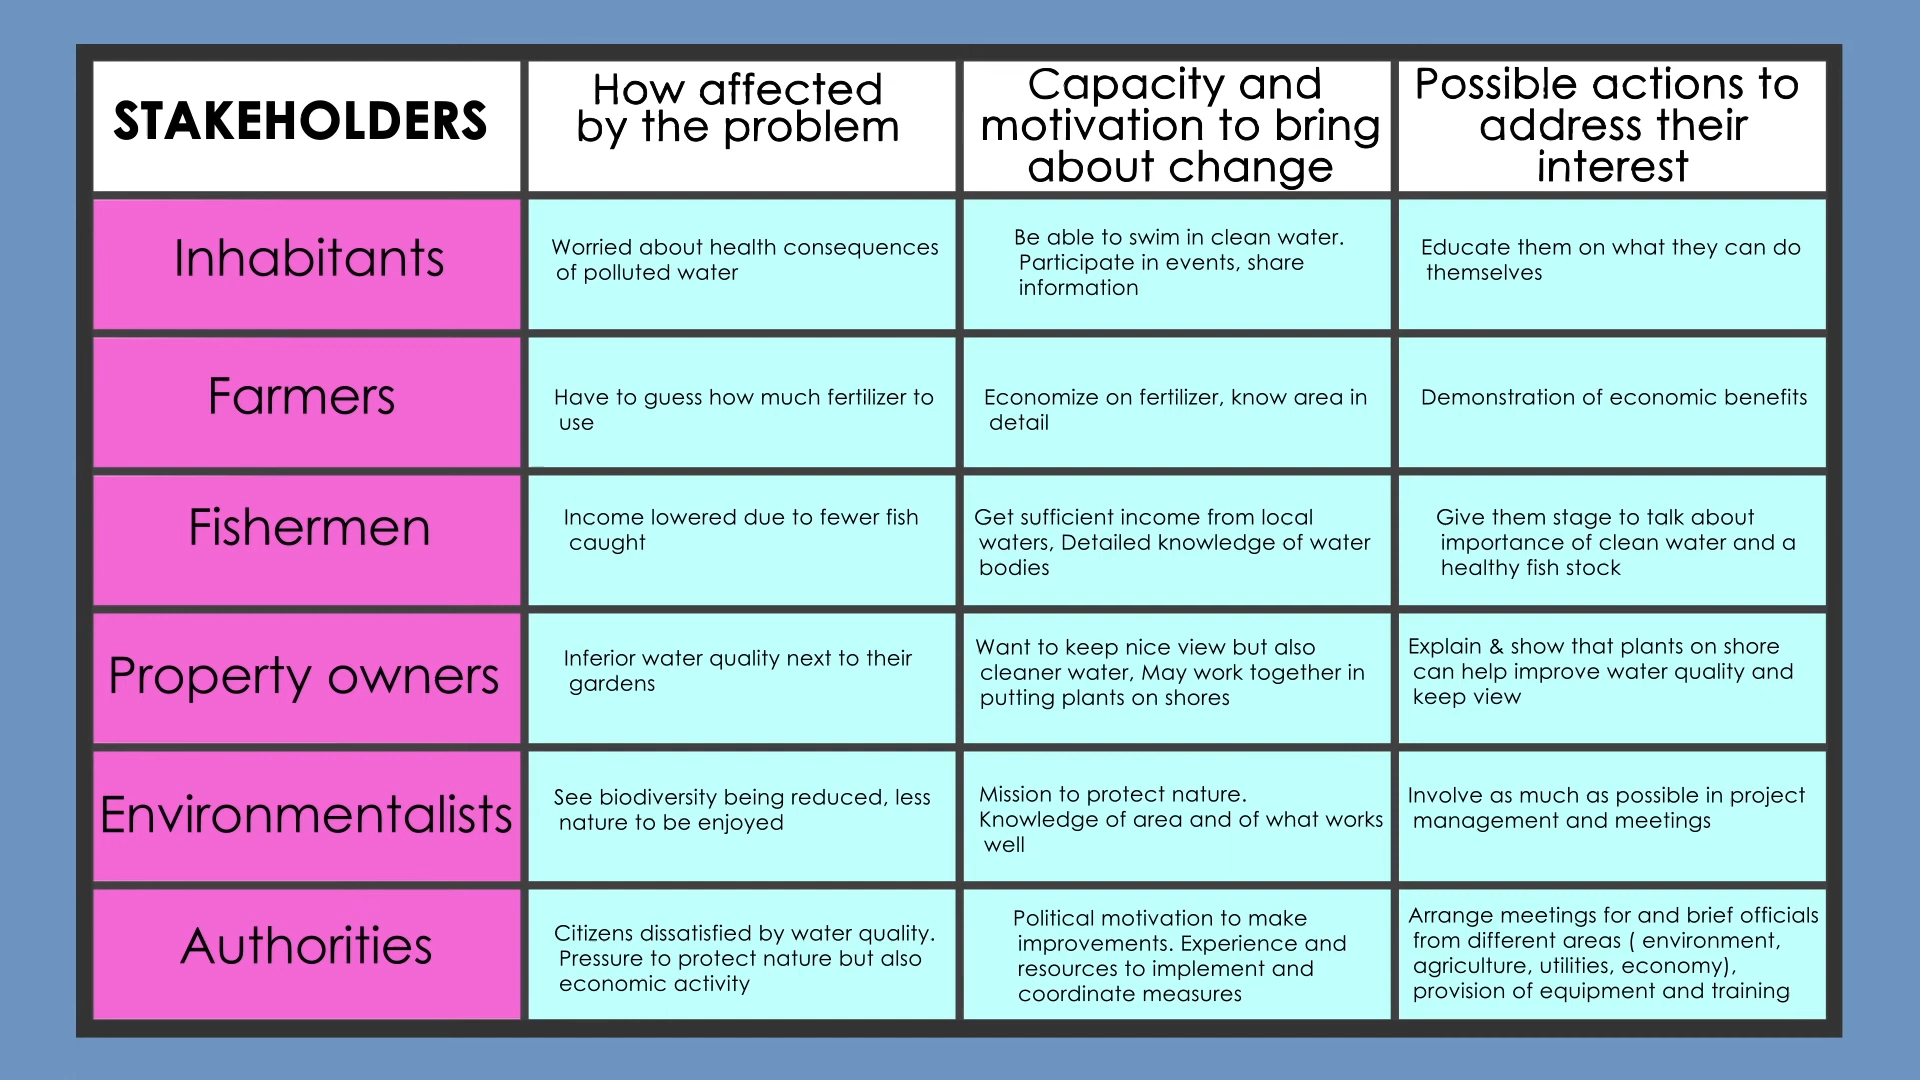 STAKEHOLDERS
How affected
by the problem
Capacity and
motivation to bring
about change
Possible actions to
address their
interest
Inhabitants
Worried about health consequences
of polluted water
Be able to swim in clean water.
Participate in events, share
information
Educate them on what they can do
themselves
Farmers
Have to guess how much fertilizer to
use
Economize on fertilizer, know area in
detail
Demonstration of economic benefits
Fishermen
Income lowered due to fewer fish
caught
Get sufficient income from local
waters, Detailed knowledge of water
bodies
Give them stage to talk about
importance of clean water and a
healthy fish stock
Property owners
Inferior water quality next to their
gardens
Want to keep nice view but also
cleaner water, May work together in
putting plants on shores
Explain & show that plants on shore
can help improve water quality and
keep view
Environmentalists
See biodiversity being reduced, less
nature to be enjoyed
Mission to protect nature.
Knowledge of area and of what works
well
Involve as much as possible in project
management and meetings
Authorities
Citizens dissatisfied by water quality.
Pressure to protect nature but also
economic activity
Political motivation to make
improvements. Experience and
resources to implement and
coordinate measures
Arrange meetings for and brief officials
from different areas ( environment,
agriculture, utilities, economy),
provision of equipment and training